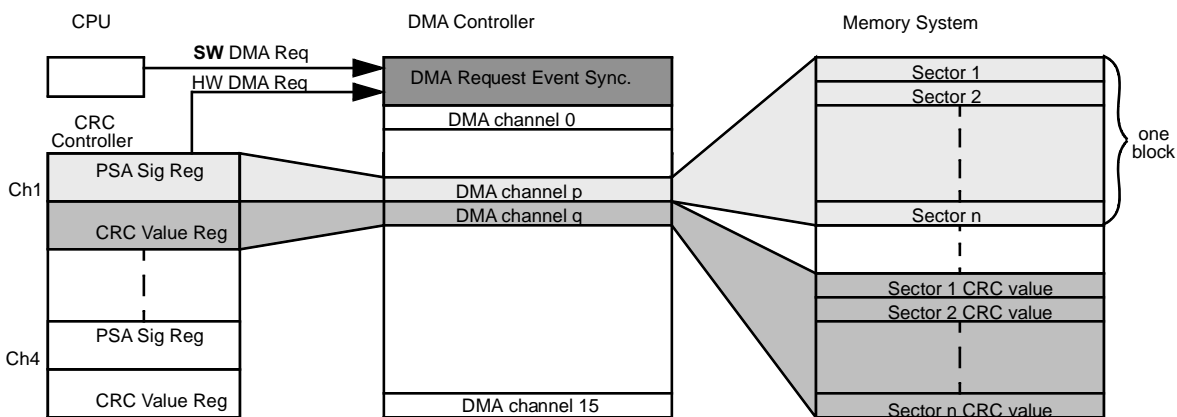 CPU
DMA Controller
Memory System
SW DMA Req
HW DMA Req
DMA Request Event Sync.
DMA channel 0
CRC
Controller
Ch1
PSA Sig Reg
CRC Value Reg
DMA channel p
DMA channel q
Sector 1
Sector 2
Sector n
one
block
Sector 1 CRC value
Sector 2 CRC value
Sector n CRC value
Ch4
PSA Sig Reg
CRC Value Reg
DMA channel 15